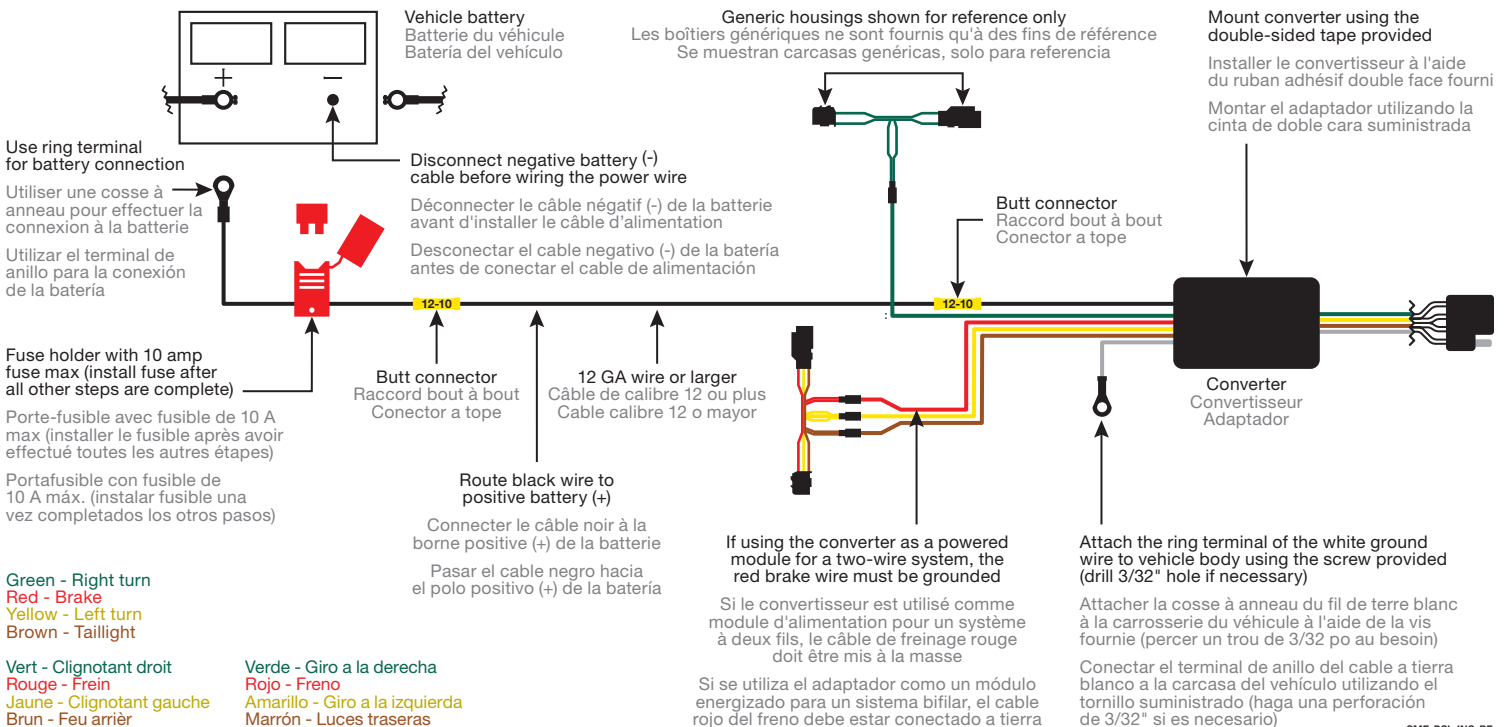 Vehicle battery
Batterie du véhicule
Batería del vehículo
Generic housings shown for reference only
Les boîtiers génériques ne sont fournis qu'à des fins de référence
Se muestran carcasas genéricas, solo para referencia
Mount converter using the
double-sided tape provided
Installer le convertisseur à l'aide
du ruban adhésif double face fourni
Montar el adaptador utilizando la
cinta de doble cara suministrada
+
−
Use ring terminal
for battery connection
Utiliser une cosse à
anneau pour effectuer la
connexion à la batterie
Utilizar el terminal de
anillo para la conexión
de la batería
Disconnect negative battery (-)
cable before wiring the power wire
Déconnecter le câble négatif (-) de la batterie
avant d'installer le câble d'alimentation
Desconectar el cable negativo (-) de la batería
antes de conectar el cable de alimentación
Butt connector
Raccord bout à bout
Conector a tope
12-10
12-10
Fuse holder with 10 amp
fuse max (install fuse after
all other steps are complete)
Porte-fusible avec fusible de 10 A
max (installer le fusible après avoir
effectué toutes les autres étapes)
Portafusible con fusible de
10 A máx. (instalar fusible una
vez completados los otros pasos)
Butt connector
Raccord bout à bout
Conector a tope
12 GA wire or larger
Câble de calibre 12 ou plus
Cable calibre 12 o mayor
Converter
Convertisseur
Adaptador
Route black wire to
positive battery (+)
Connecter le câble noir à la
borne positive (+) de la batterie
Pasar el cable negro hacia
el polo positivo (+) de la batería
If using the converter as a powered
module for a two-wire system, the
red brake wire must be grounded
Si le convertisseur est utilisé comme
module d'alimentation pour un système
à deux fils, le câble de freinage rouge
doit être mis à la masse
Si se utiliza el adaptador como un módulo
energizado para un sistema bifilar, el cable
rojo del freno debe estar conectado a tierra
Attach the ring terminal of the white ground
wire to vehicle body using the screw provided
(drill 3/32" hole if necessary)
Attacher la cosse à anneau du fil de terre blanc
à la carrosserie du véhicule à l'aide de la vis
fournie (percer un trou de 3/32 po au besoin)
Conectar el terminal de anillo del cable a tierra
blanco a la carcasa del vehículo utilizando el
tornillo suministrado (haga una perforación
de 3/32" si es necesario)
Green - Right turn
Red - Brake
Yellow - Left turn
Brown - Taillight
Vert - Clignotant droit
Rouge - Frein
Jaune - Clignotant gauche
Brun - Feu arrièr
Verde - Giro a la derecha
Rojo - Freno
Amarillo - Giro a la izquierda
Marrón - Luces traseras